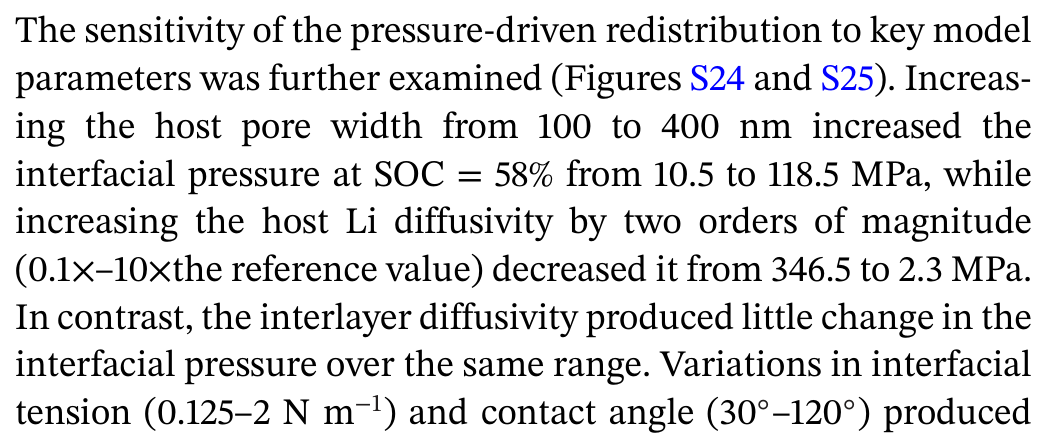 The sensitivity of the pressure-driven redistribution to key model
parameters was further examined (Figures S24 and S25). Increas-
ing the host pore width from 100 to 400 nm increased the
interfacial pressure at SOC = 58% from 10.5 to 118.5 MPa, while
increasing the host Li diffusivity by two orders of magnitude
(0.1×–10×the reference value) decreased it from 346.5 to 2.3 MPa.
In contrast, the interlayer diffusivity produced little change in the
interfacial pressure over the same range. Variations in interfacial
tension (0.125–2 N m⁻¹) and contact angle (30°–120°) produced